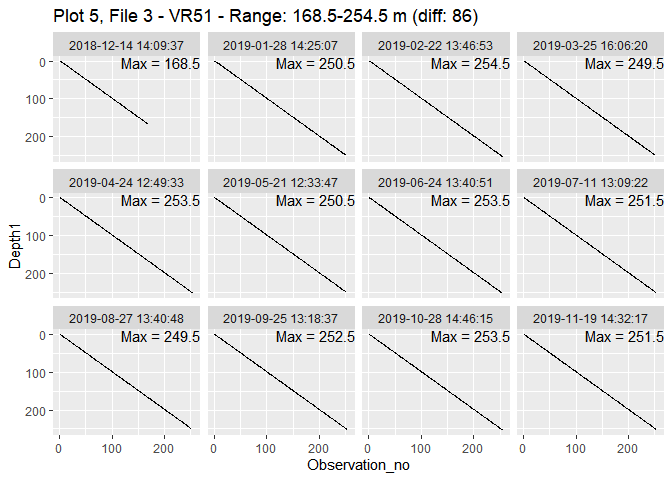 Plot 5, File 3 - VR51 - Range: 168.5-254.5 m (diff: 86)
2018-12-14 14:09:37 2019-01-28 14:25:07 2019-02-22 13:46:53 2019-03-25 16:06:20
0 Max = 168.5 Max = 250.5 Max = 254.5 Max = 249.5
100
200
2019-04-24 12:49:33 2019-05-21 12:33:47 2019-06-24 13:40:51 2019-07-11 13:09:22
0 Max = 253.5 Max = 250.5 Max = 253.5 Max = 251.5
100
200
Depth1
2019-08-27 13:40:48 2019-09-25 13:18:37 2019-10-28 14:46:15 2019-11-19 14:32:17
0 Max = 249.5 Max = 252.5 Max = 253.5 Max = 251.5
100
200
0 100 200 0 100 200 0 100 200 0 100 200
Observation_no